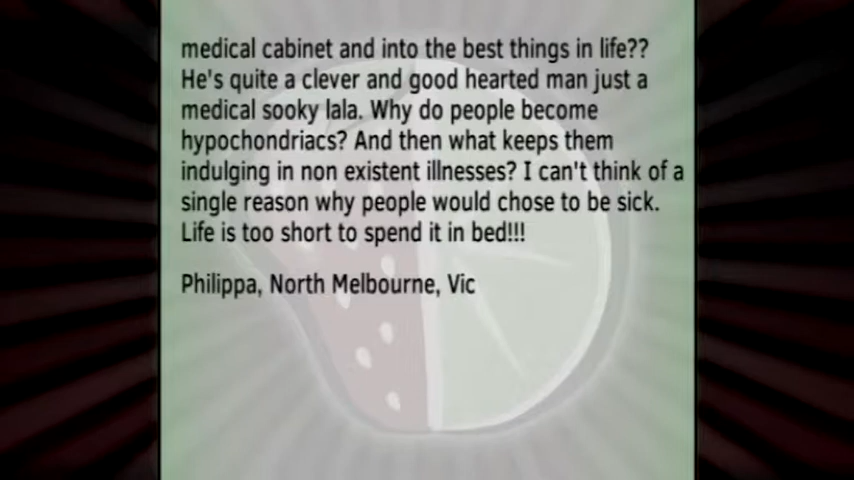 medical cabinet and into the best things in life??
He's quite a clever and good hearted man just a
medical sooky lala. Why do people become
hypochondriacs? And then what keeps them
indulging in non existent illnesses? I can't think of a
single reason why people would chose to be sick.
Life is too short to spend it in bed!!!
Philippa, North Melbourne, Vic